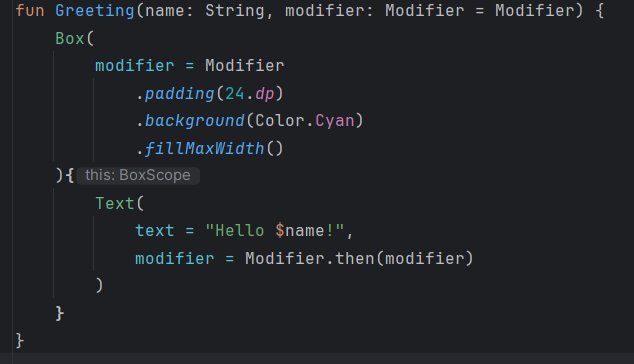 fun Greeting(name: String, modifier: Modifier = Modifier) {
Box(
modifier = Modifier
.padding(24.dp)
.background(Color.Cyan)
.fillMaxWidth()
){ this: BoxScope
Text(
text = "Hello $name!",
modifier = Modifier.then(modifier)
)
}
}